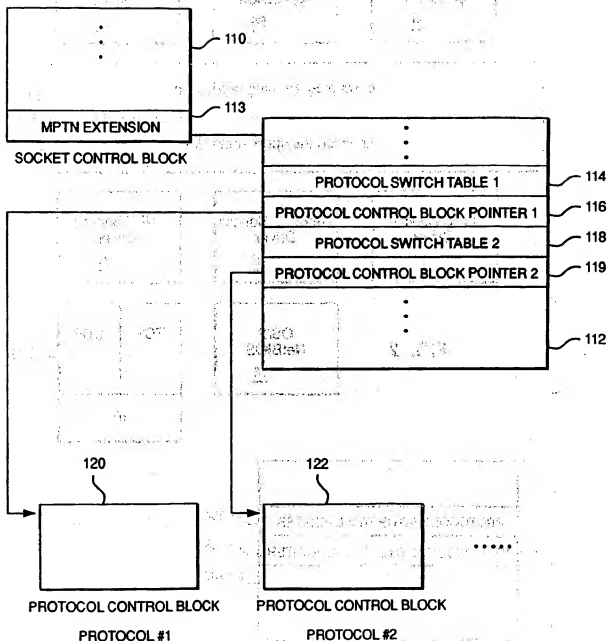 110
113
MPTN EXTENSION
SOCKET CONTROL BLOCK
PROTOCOL SWITCH TABLE 1
114
PROTOCOL CONTROL BLOCK POINTER 1
116
PROTOCOL SWITCH TABLE 2
118
PROTOCOL CONTROL BLOCK POINTER 2
119
112
120
122
PROTOCOL CONTROL BLOCK
PROTOCOL CONTROL BLOCK
PROTOCOL #1
PROTOCOL #2